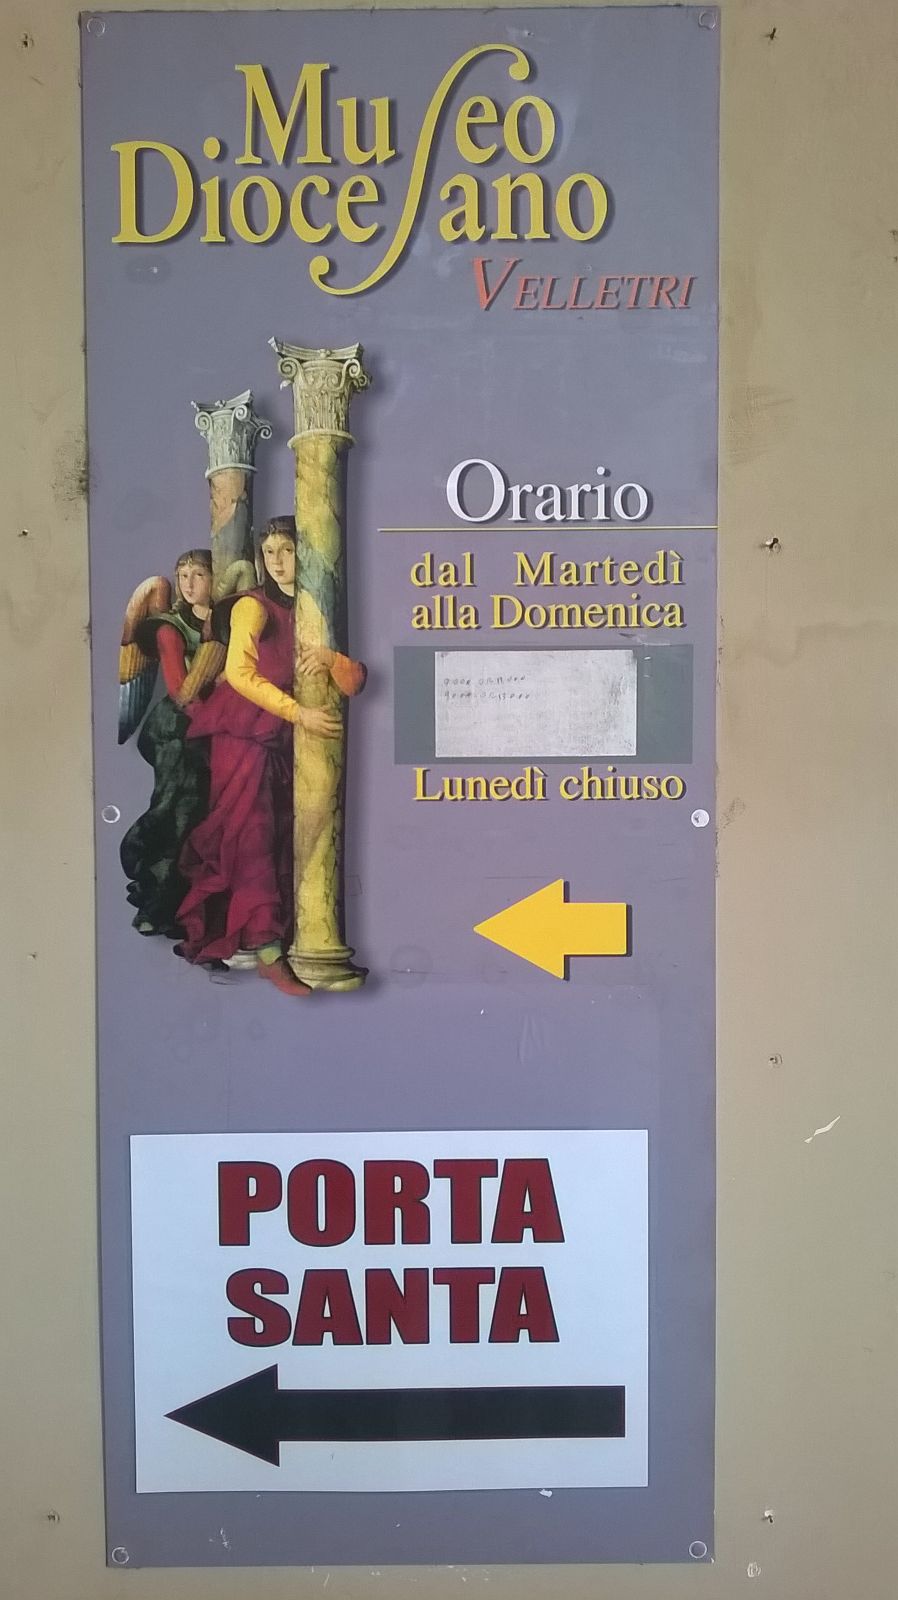 Museo
Diocesano
VELLETRI
Orario
dal Martedì
alla Domenica
Lunedì chiuso
PORTA
SANTA